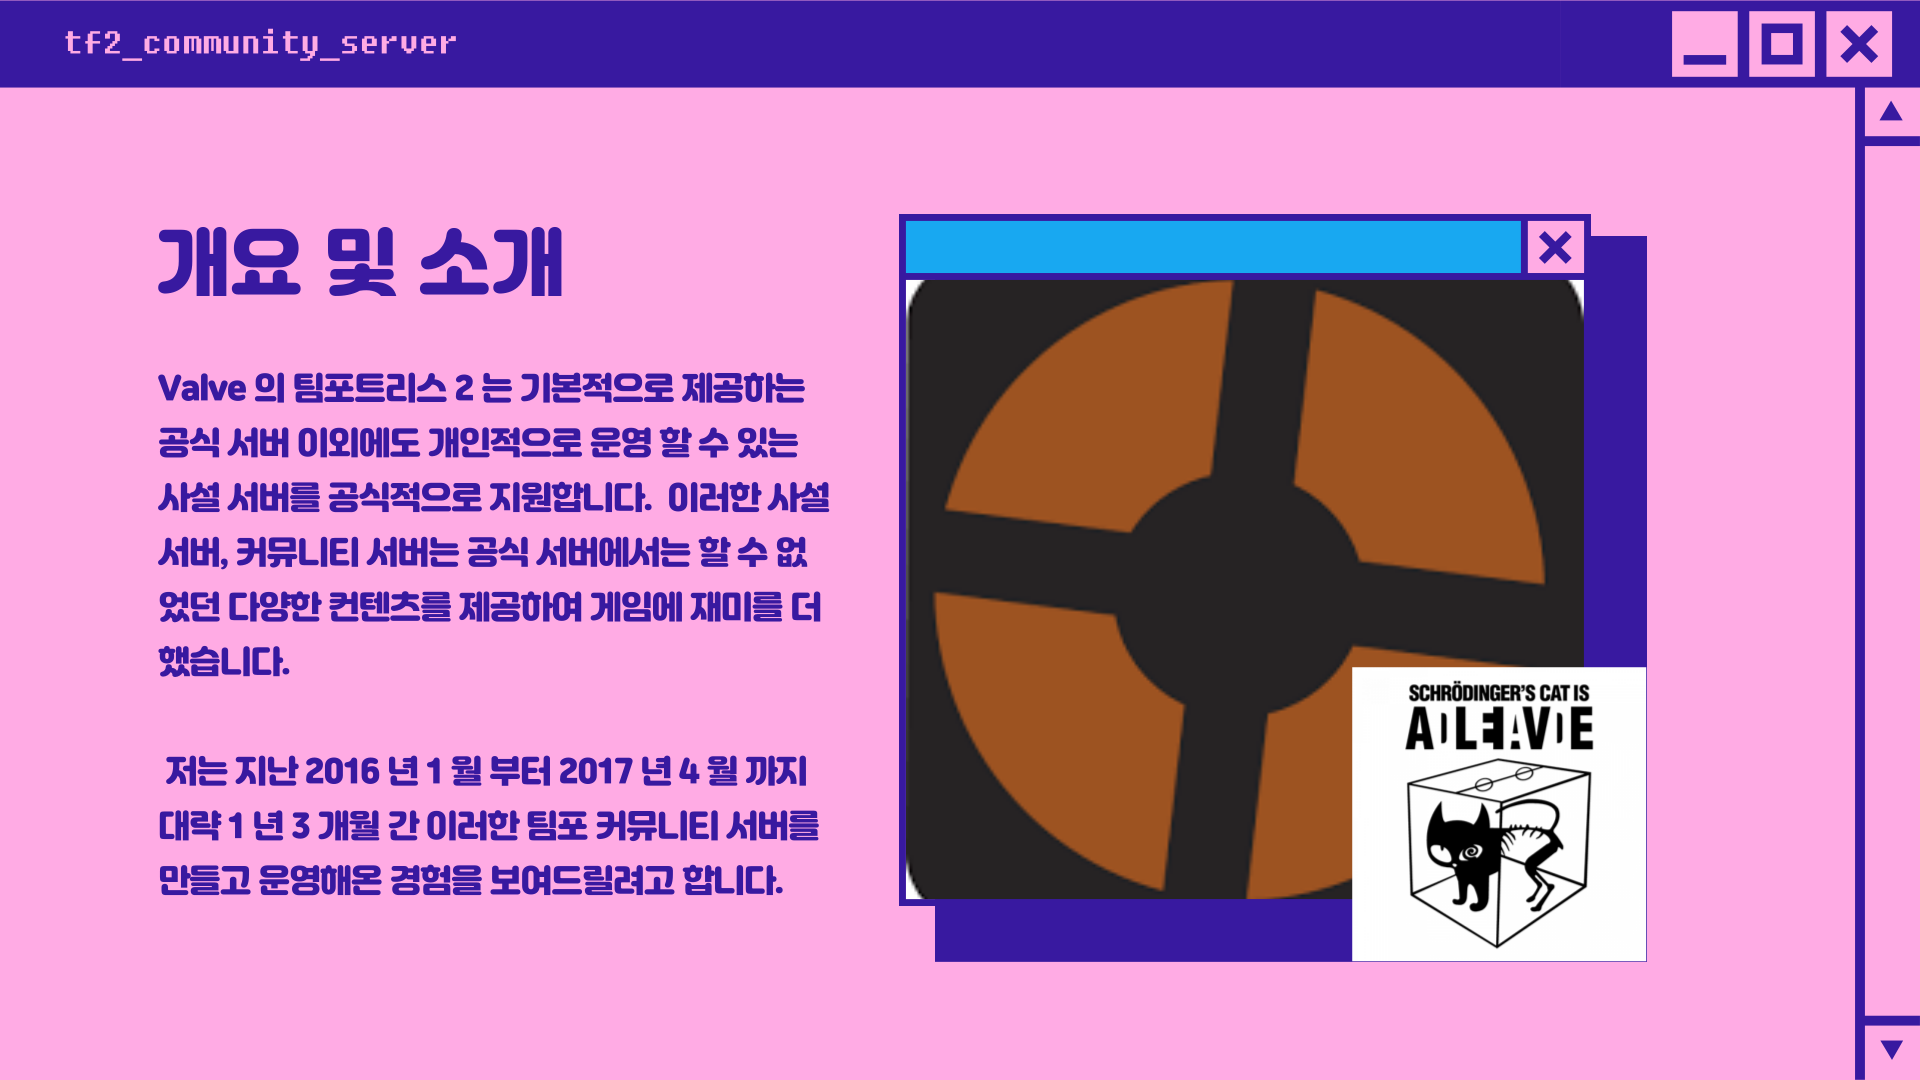 tf2_community_server
개요 및 소개
Valve 의 팀포트리스 2 는 기본적으로 제공하는
공식 서버 이외에도 개인적으로 운영 할 수 있는
사설 서버를 공식적으로 지원합니다. 이러한 사설
서버, 커뮤니티 서버는 공식 서버에서는 할 수 없
었던 다양한 컨텐츠를 제공하여 게임에 재미를 더
했습니다.
저는 지난 2016 년 1 월 부터 2017 년 4 월 까지
대략 1 년 3 개월 간 이러한 팀포 커뮤니티 서버를
만들고 운영해온 경험을 보여드릴려고 합니다.
SCHRÖDINGER'S CAT IS